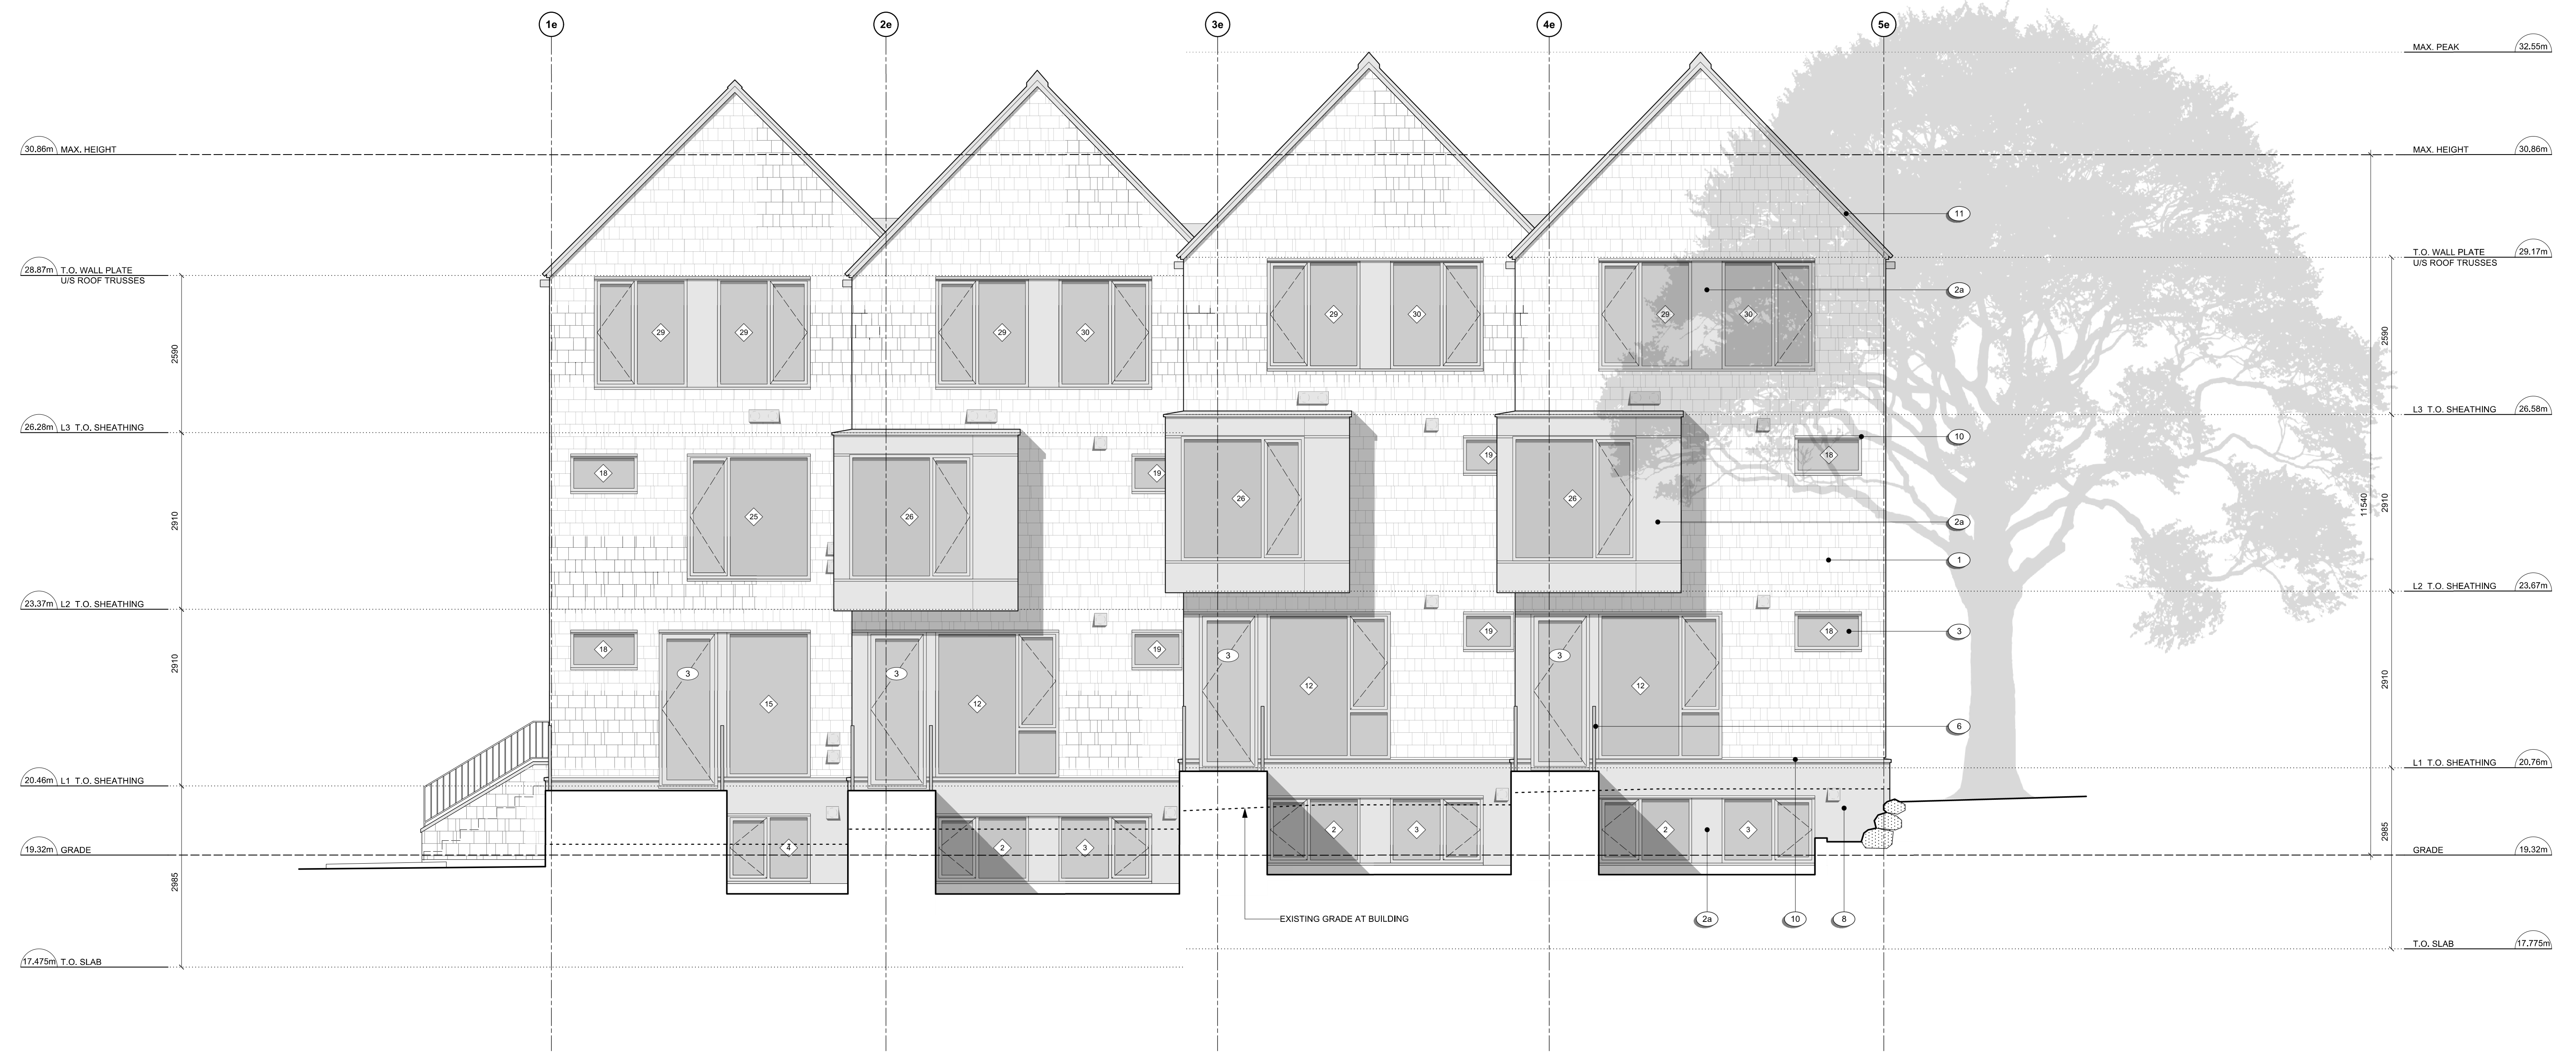 1e 2e 3e 4e 5e
MAX. PEAK 32.55m
30.86m MAX. HEIGHT
MAX. HEIGHT 30.86m
11
T.O. WALL PLATE 29.17m
U/S ROOF TRUSSES
28.87m T.O. WALL PLATE
U/S ROOF TRUSSES
2a
29 30 29 30
29 29 29 30
2590
2590
L3 T.O. SHEATHING 26.58m
26.28m L3 T.O. SHEATHING
10
19 18
18 19
26 26
11540
2910
25 26
2910
2a
1
L2 T.O. SHEATHING 23.67m
23.37m L2 T.O. SHEATHING
19 18 3
18 19
3 3
2910
3 3
2910
12 12
15 12
6
L1 T.O. SHEATHING 20.76m
20.46m L1 T.O. SHEATHING
2 3 2 3
2985
4 2 3
19.32m GRADE
GRADE 19.32m
2985
EXISTING GRADE AT BUILDING
2a 10 8
T.O. SLAB 17.775m
17.475m T.O. SLAB